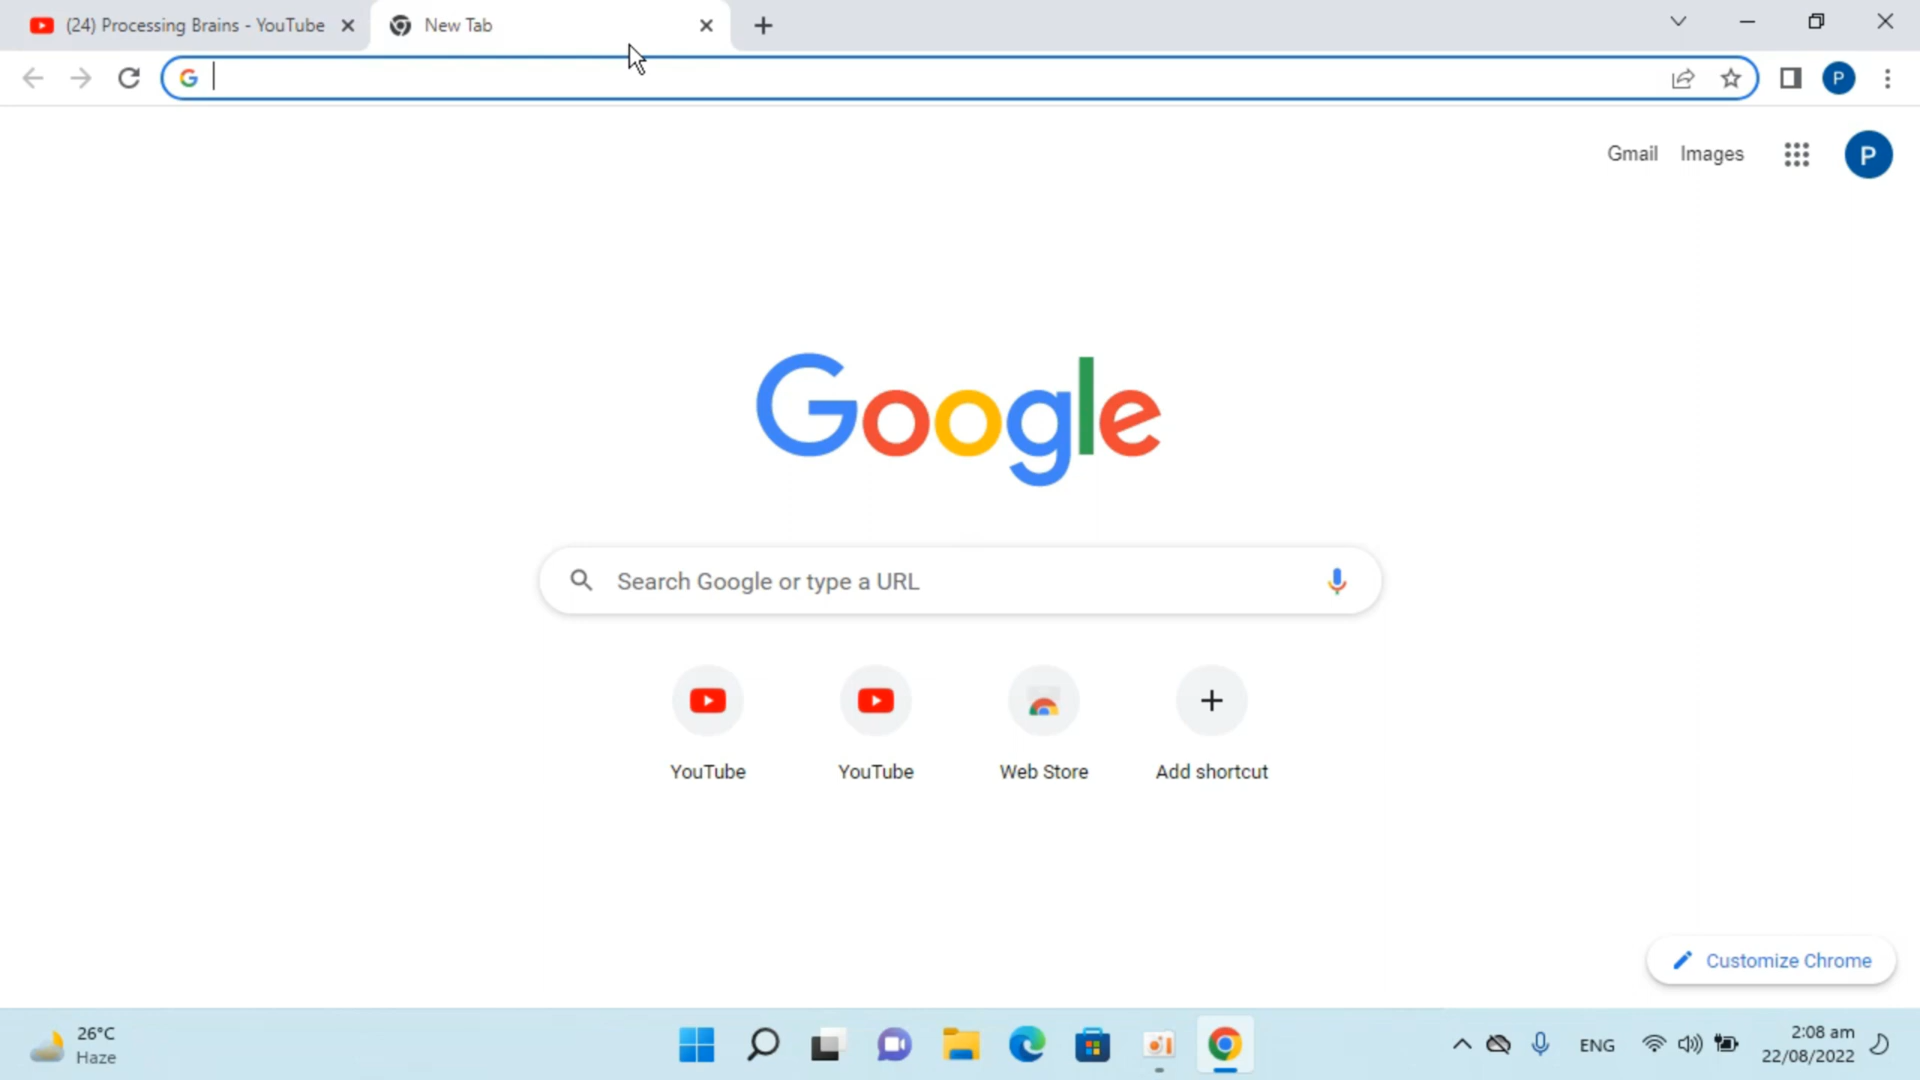 (24) Processing Brains - YouTube
New Tab
P
Gmail Images
P
Google
Search Google or type a URL
YouTube
YouTube
Web Store
Add shortcut
Customize Chrome
26°C
Haze
ENG
2:08 am
22/08/2022